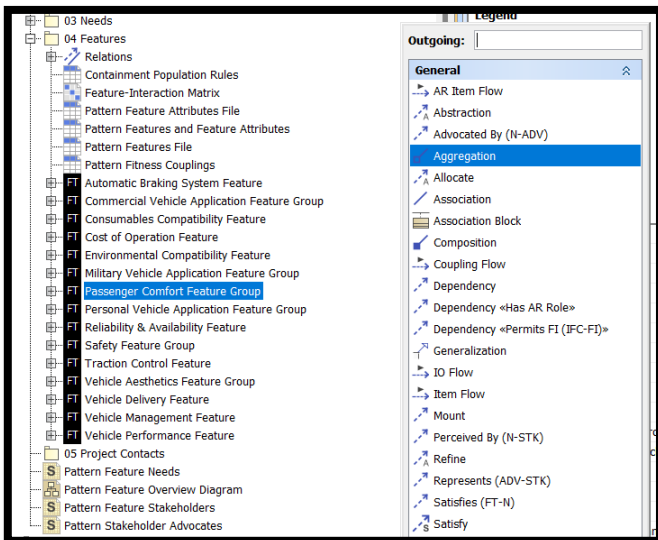 03 Needs
04 Features
Relations
Containment Population Rules
Feature-Interaction Matrix
Pattern Feature Attributes File
Pattern Features and Feature Attributes
Pattern Features File
Pattern Fitness Couplings
FT Automatic Braking System Feature
FT Commercial Vehicle Application Feature Group
FT Consumables Compatibility Feature
FT Cost of Operation Feature
FT Environmental Compatibility Feature
FT Military Vehicle Application Feature Group
FT Passenger Comfort Feature Group
FT Personal Vehicle Application Feature Group
FT Reliability & Availability Feature
FT Safety Feature Group
FT Traction Control Feature
FT Vehicle Aesthetics Feature Group
FT Vehicle Delivery Feature
FT Vehicle Management Feature
FT Vehicle Performance Feature
05 Project Contacts
S Pattern Feature Needs
Pattern Feature Overview Diagram
S Pattern Feature Stakeholders
S Pattern Stakeholder Advocates
Legend
Outgoing:
General
AR Item Flow
A Abstraction
Advocated By (N-ADV)
Aggregation
A Allocate
Association
Association Block
Composition
Coupling Flow
Dependency
Dependency «Has AR Role»
Dependency «Permits FI (IFC-FI)»
Generalization
IO Flow
Item Flow
Mount
Perceived By (N-STK)
A Refine
Represents (ADV-STK)
Satisfies (FT-N)
S Satisfy